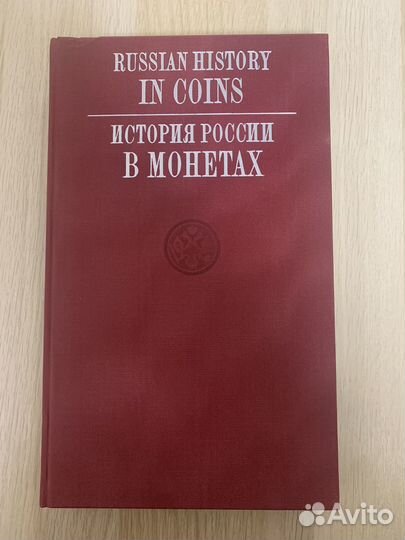 RUSSIAN HISTORY
IN COINS
ИСТОРИЯ РОССИИ
В МОНЕТАХ
Avito